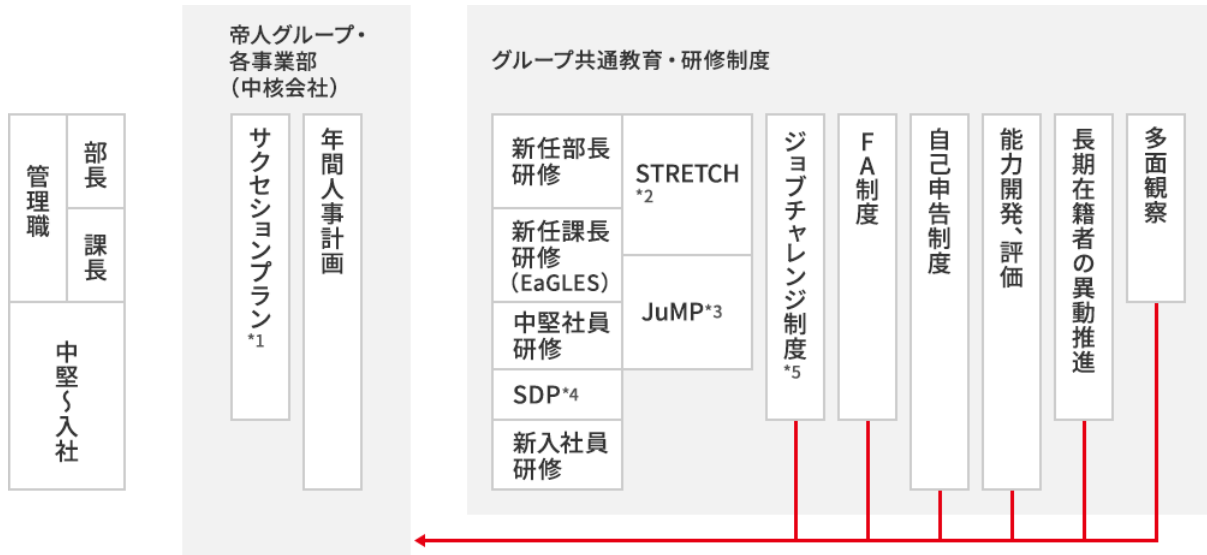 帝人グループ・
各事業部
（中核会社）
グループ共通教育・研修制度
管理職
部長
課長
中堅～入社
サクセションプラン
*1
年間人事計画
新任部長
研修
新任課長
研修
（EaGLES）
中堅社員
研修
SDP*4
新入社員
研修
STRETCH
*2
JuMP*3
ジョブチャレンジ制度
*5
FA制度
自己申告制度
能力開発、評価
長期在籍者の異動推進
多面観察